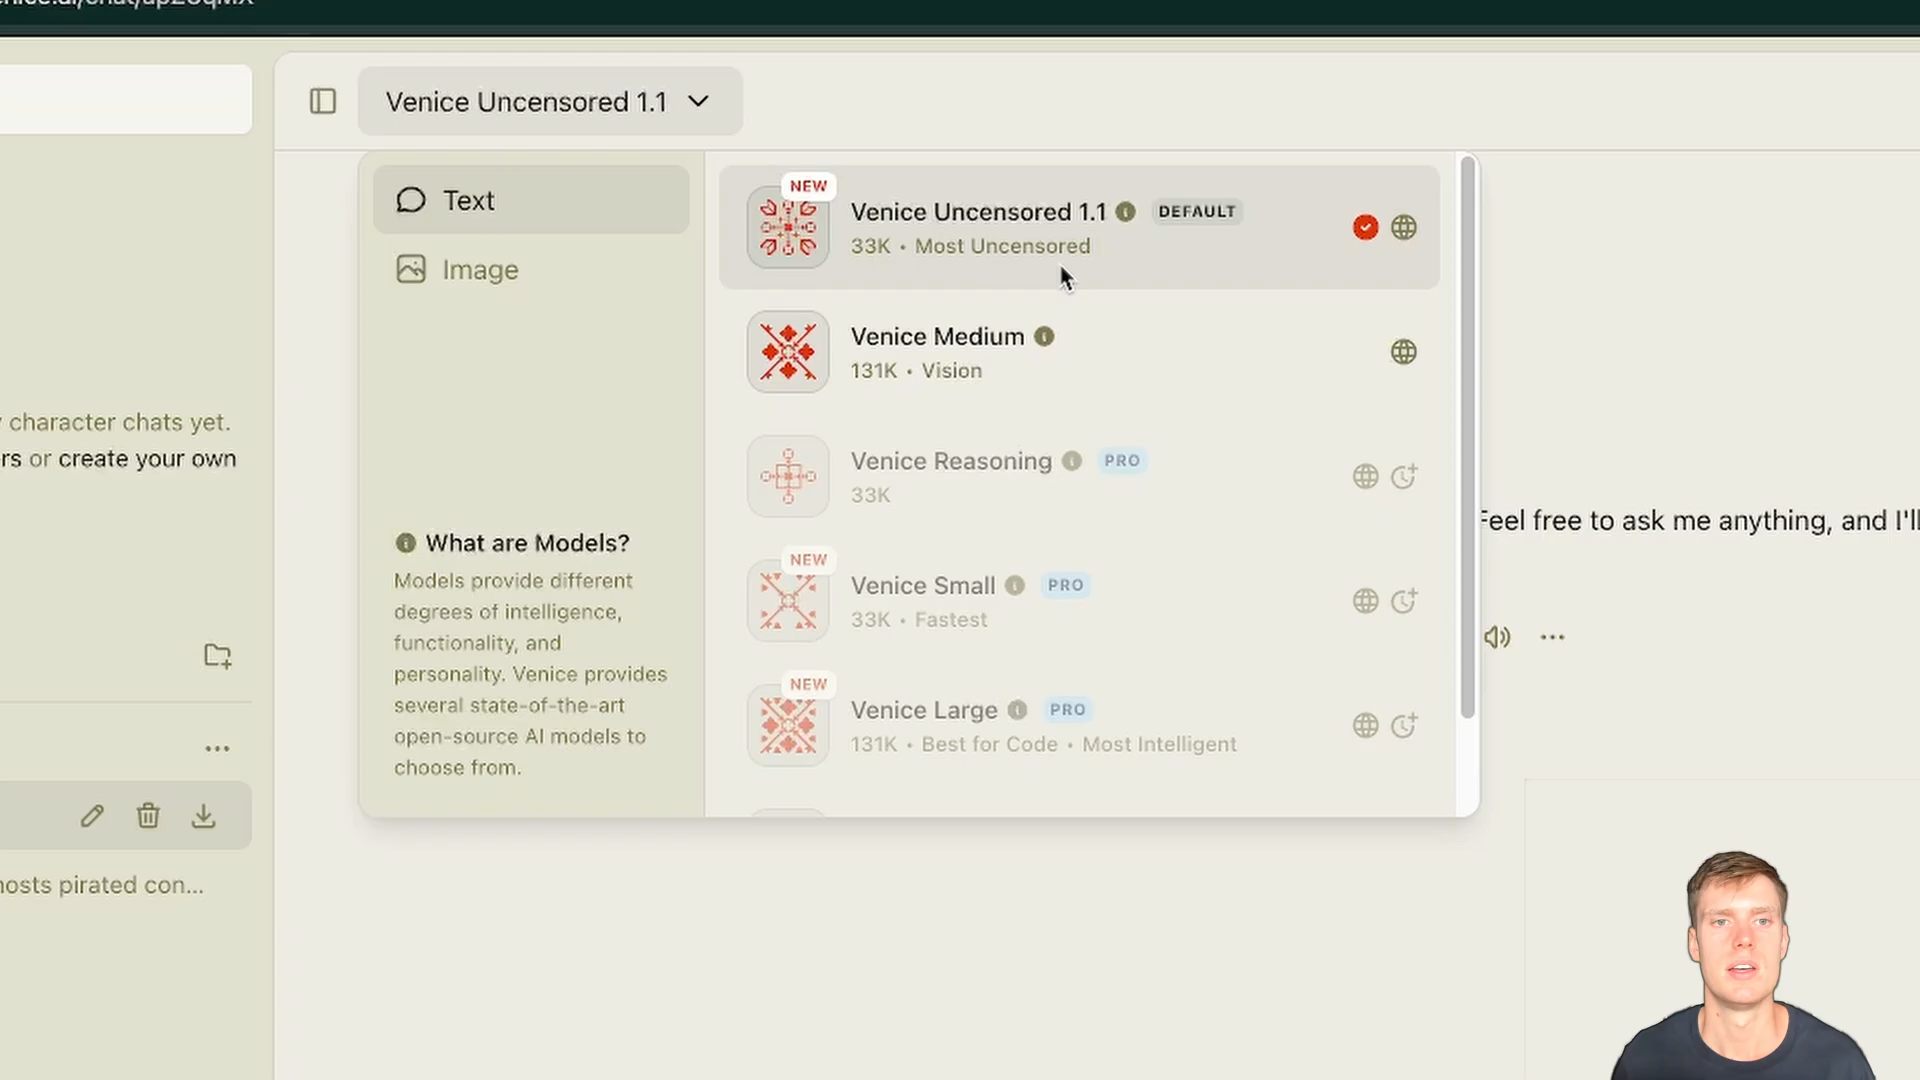 Venice Uncensored 1.1
Text
Image
What are Models?
Models provide different
degrees of intelligence,
functionality, and
personality. Venice provides
several state-of-the-art
open-source AI models to
choose from.
NEW
Venice Uncensored 1.1 DEFAULT
33K • Most Uncensored
Venice Medium
131K • Vision
Venice Reasoning PRO
33K
NEW
Venice Small PRO
33K • Fastest
NEW
Venice Large PRO
131K • Best for Code • Most Intelligent
character chats yet.
rs or create your own
hosts pirated con...
Feel free to ask me anything, and I'll